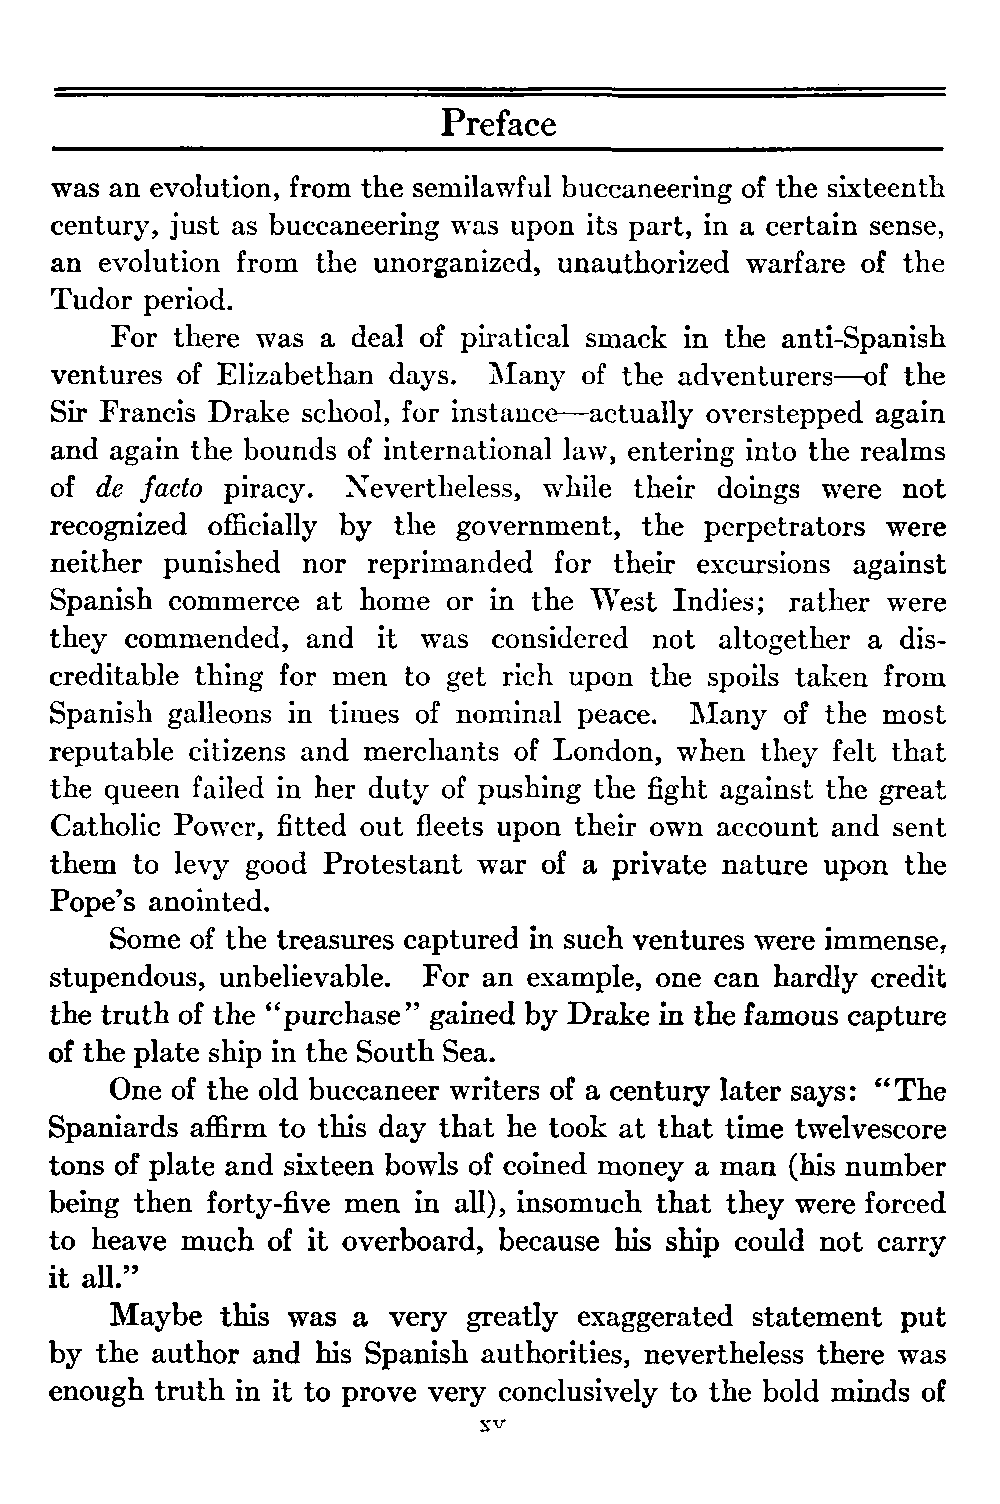 Preface
was an evolution, from the semilawful buccaneering of the sixteenth
century, just as buccaneering was upon its part, in a certain sense,
an evolution from the unorganized, unauthorized warfare of the
Tudor period.
For there was a deal of piratical smack in the anti-Spanish
ventures of Elizabethan days. Many of the adventurers—of the
Sir Francis Drake school, for instance—actually overstepped again
and again the bounds of international law, entering into the realms
of de facto piracy. Nevertheless, while their doings were not
recognized officially by the government, the perpetrators were
neither punished nor reprimanded for their excursions against
Spanish commerce at home or in the West Indies; rather were
they commended, and it was considered not altogether a dis-
creditable thing for men to get rich upon the spoils taken from
Spanish galleons in times of nominal peace. Many of the most
reputable citizens and merchants of London, when they felt that
the queen failed in her duty of pushing the fight against the great
Catholic Power, fitted out fleets upon their own account and sent
them to levy good Protestant war of a private nature upon the
Pope's anointed.
Some of the treasures captured in such ventures were immense,
stupendous, unbelievable. For an example, one can hardly credit
the truth of the "purchase" gained by Drake in the famous capture
of the plate ship in the South Sea.
One of the old buccaneer writers of a century later says: "The
Spaniards affirm to this day that he took at that time twelvescore
tons of plate and sixteen bowls of coined money a man (his number
being then forty-five men in all), insomuch that they were forced
to heave much of it overboard, because his ship could not carry
it all."
Maybe this was a very greatly exaggerated statement put
by the author and his Spanish authorities, nevertheless there was
enough truth in it to prove very conclusively to the bold minds of
xv